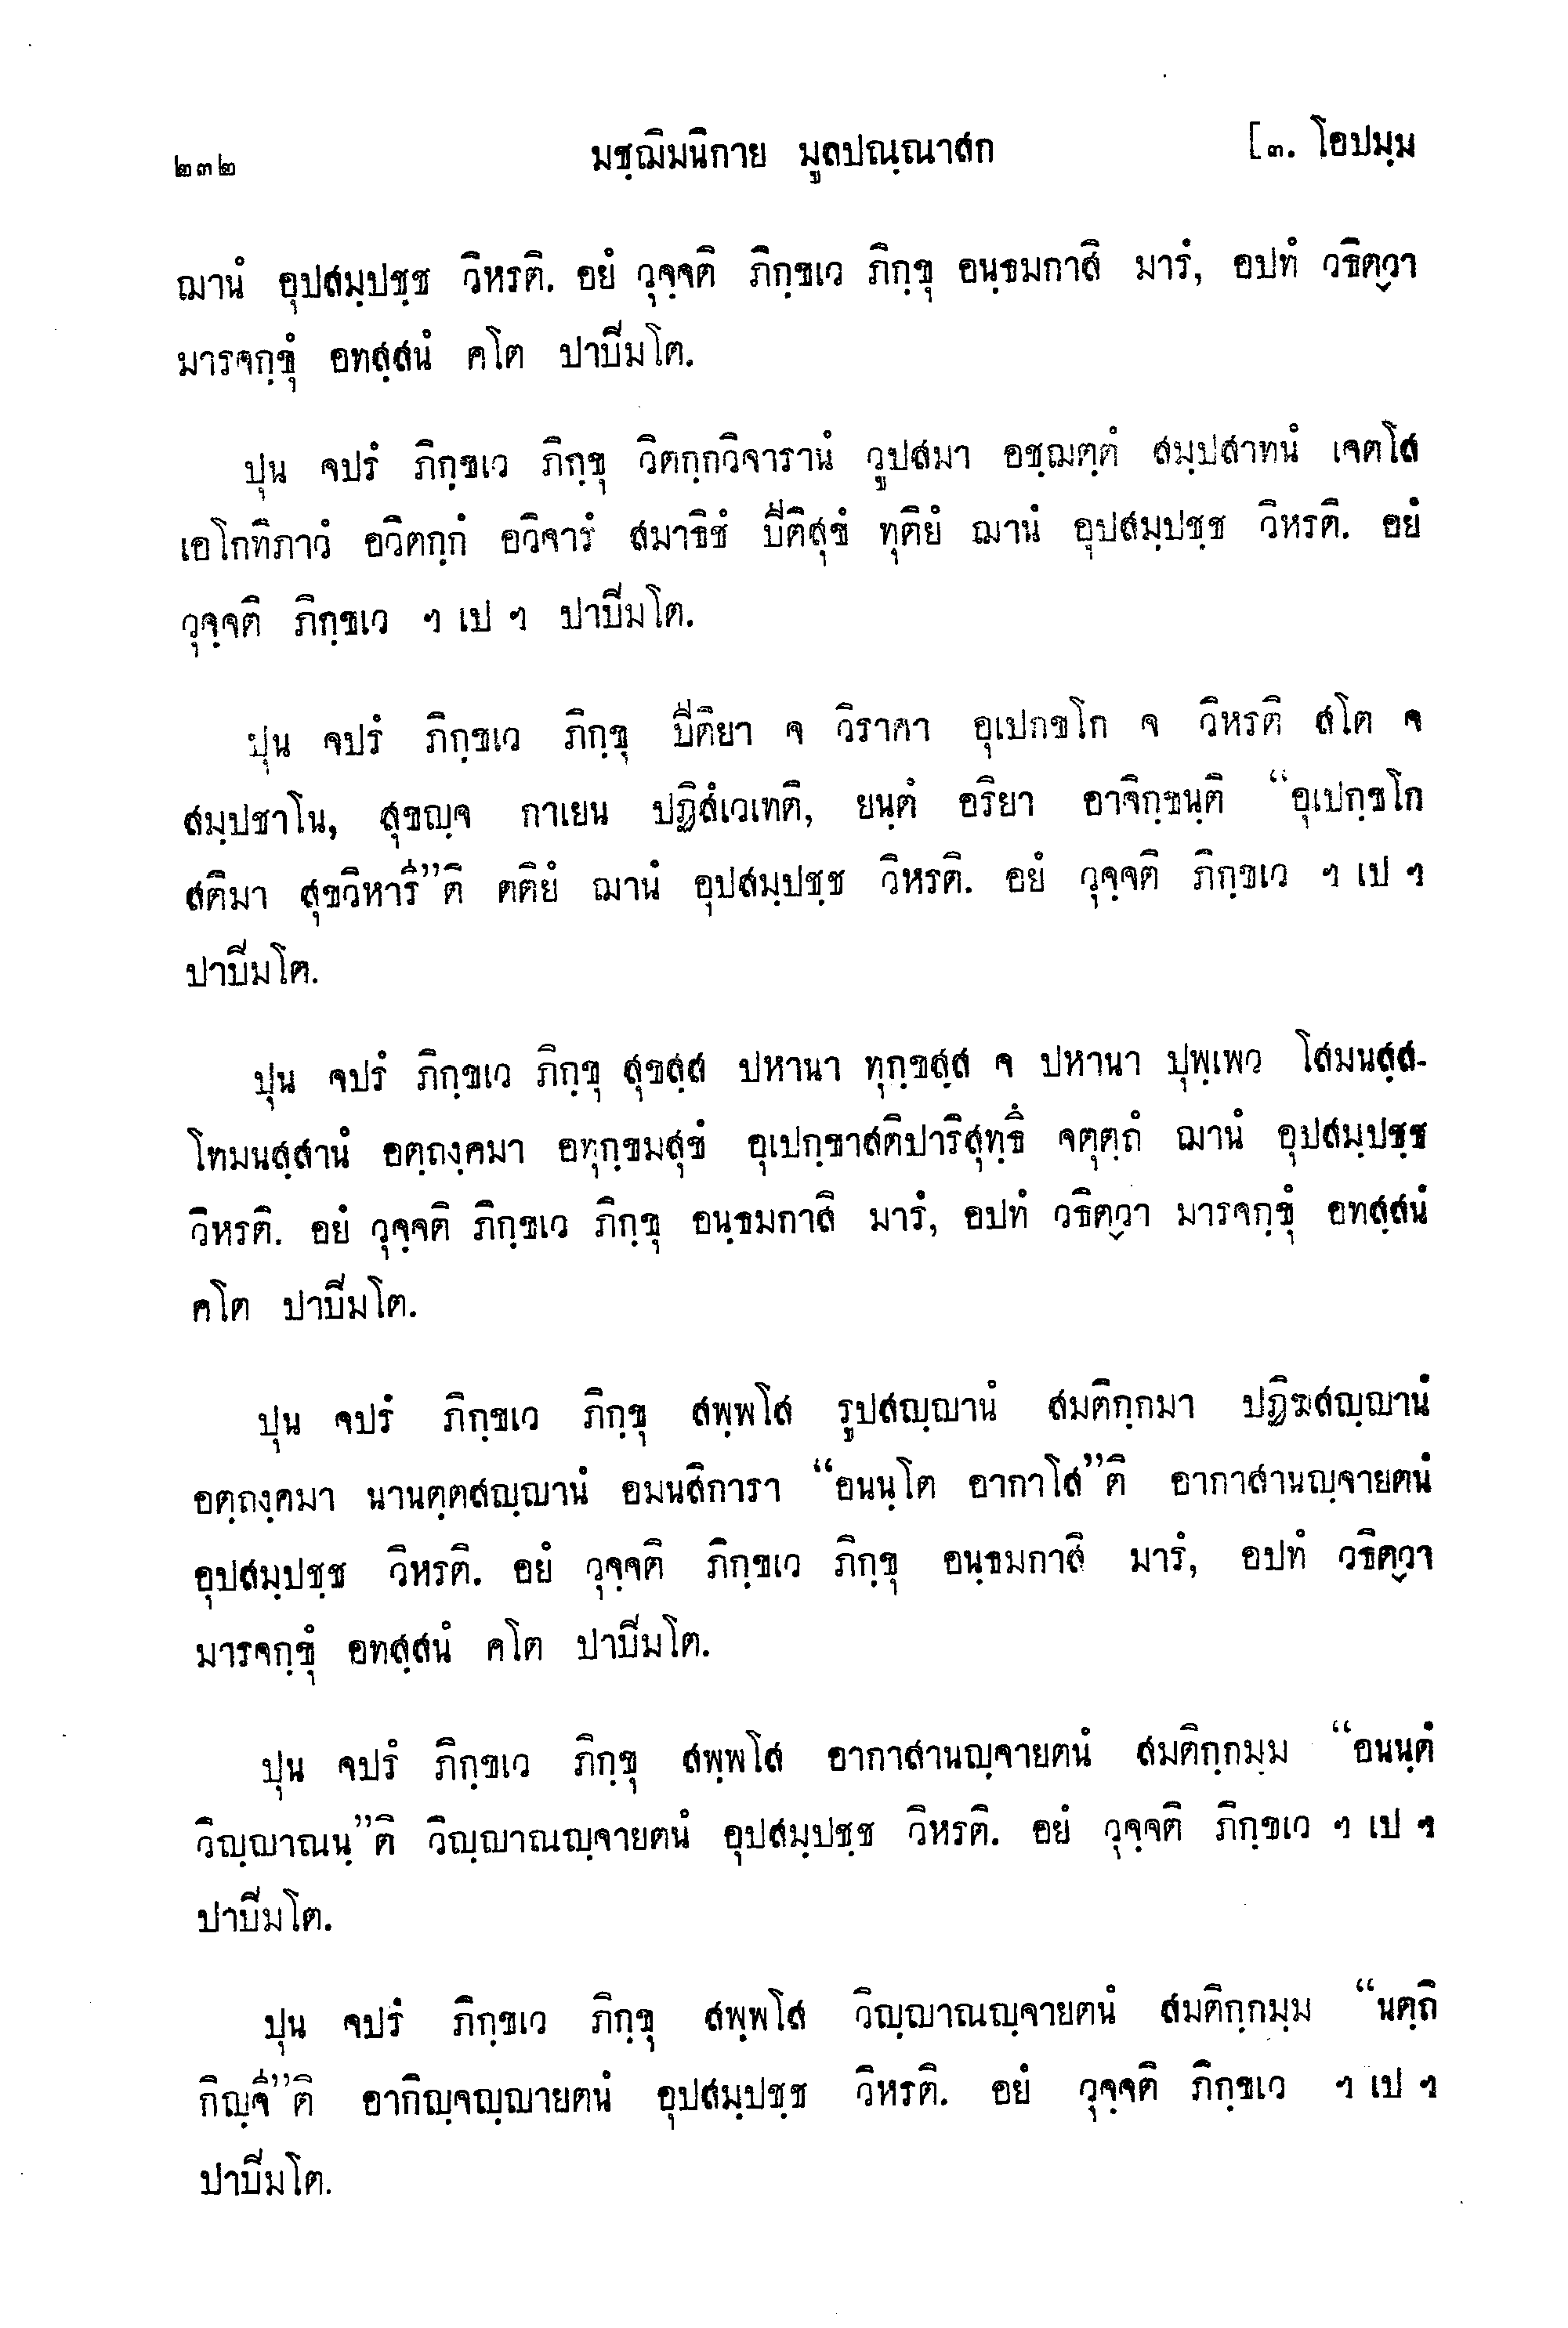 ๒๓๒ มชฺฌิมนิกาย มูลปณฺณาสก [๓. โอปมฺม
ฌานํ อุปสมฺปชฺช วิหรติ. อยํ วุจฺจติ ภิกฺขเว ภิกฺขุ อนฺธมกาสิ มารํ, อปทํ วธิตฺวา
มารจกฺขุํ อทสฺสนํ คโต ปาปิมโต.
ปุน จปรํ ภิกฺขเว ภิกฺขุ วิตกฺกวิจารานํ วูปสมา อชฺฌตฺตํ สมฺปสาทนํ เจตโส
เอโกทิภาวํ อวิตกฺกํ อวิจารํ สมาธิชํ ปีติสุขํ ทุติยํ ฌานํ อุปสมฺปชฺช วิหรติ. อยํ
วุจฺจติ ภิกฺขเว ฯ เป ฯ ปาปิมโต.
ปุน จปรํ ภิกฺขเว ภิกฺขุ ปีติยา จ วิราคา อุเปกขโก จ วิหรติ สโต จ
สมฺปชาโน, สุขญฺจ กาเยน ปฏิสํเวเทติ, ยนฺตํ อริยา อาจิกฺขนฺติ “อุเปกฺขโก
สติมา สุขวิหารี”ติ ตติยํ ฌานํ อุปสมฺปชฺช วิหรติ. อยํ วุจฺจติ ภิกฺขเว ฯ เป ฯ
ปาปิมโต.
ปุน จปรํ ภิกฺขเว ภิกฺขุ สุขสฺส ปหานา ทุกฺขสฺส จ ปหานา ปุพฺเพว โสมนสฺส-
โทมนสฺสานํ อตฺถงฺคมา อทุกฺขมสุขํ อุเปกฺขาสติปาริสุทฺธึ จตุตฺถํ ฌานํ อุปสมฺปชฺช
วิหรติ. อยํ วุจฺจติ ภิกฺขเว ภิกฺขุ อนฺธมกาสิ มารํ, อปทํ วธิตฺวา มารจกฺขุํ อทสฺสนํ
คโต ปาปิมโต.
ปุน จปรํ ภิกฺขเว ภิกฺขุ สพฺพโส รูปสญฺญานํ สมติกฺกมา ปฏิฆสญฺญานํ
อตฺถงฺคมา นานตฺตสญฺญานํ อมนสิการา “อนนฺโต อากาโส”ติ อากาสานญฺจายตนํ
อุปสมฺปชฺช วิหรติ. อยํ วุจฺจติ ภิกฺขเว ภิกฺขุ อนฺธมกาสิ มารํ, อปทํ วธิตฺวา
มารจกฺขุํ อทสฺสนํ คโต ปาปิมโต.
ปุน จปรํ ภิกฺขเว ภิกฺขุ สพฺพโส อากาสานญฺจายตนํ สมติกฺกมฺม “อนนฺตํ
วิญฺญาณนฺ”ติ วิญฺญาณญฺจายตนํ อุปสมฺปชฺช วิหรติ. อยํ วุจฺจติ ภิกฺขเว ฯ เป ฯ
ปาปิมโต.
ปุน จปรํ ภิกฺขเว ภิกฺขุ สพฺพโส วิญฺญาณญฺจายตนํ สมติกฺกมฺม “นตฺถิ
กิญฺจี”ติ อากิญฺจญฺญายตนํ อุปสมฺปชฺช วิหรติ. อยํ วุจฺจติ ภิกฺขเว ฯ เป ฯ
ปาปิมโต.